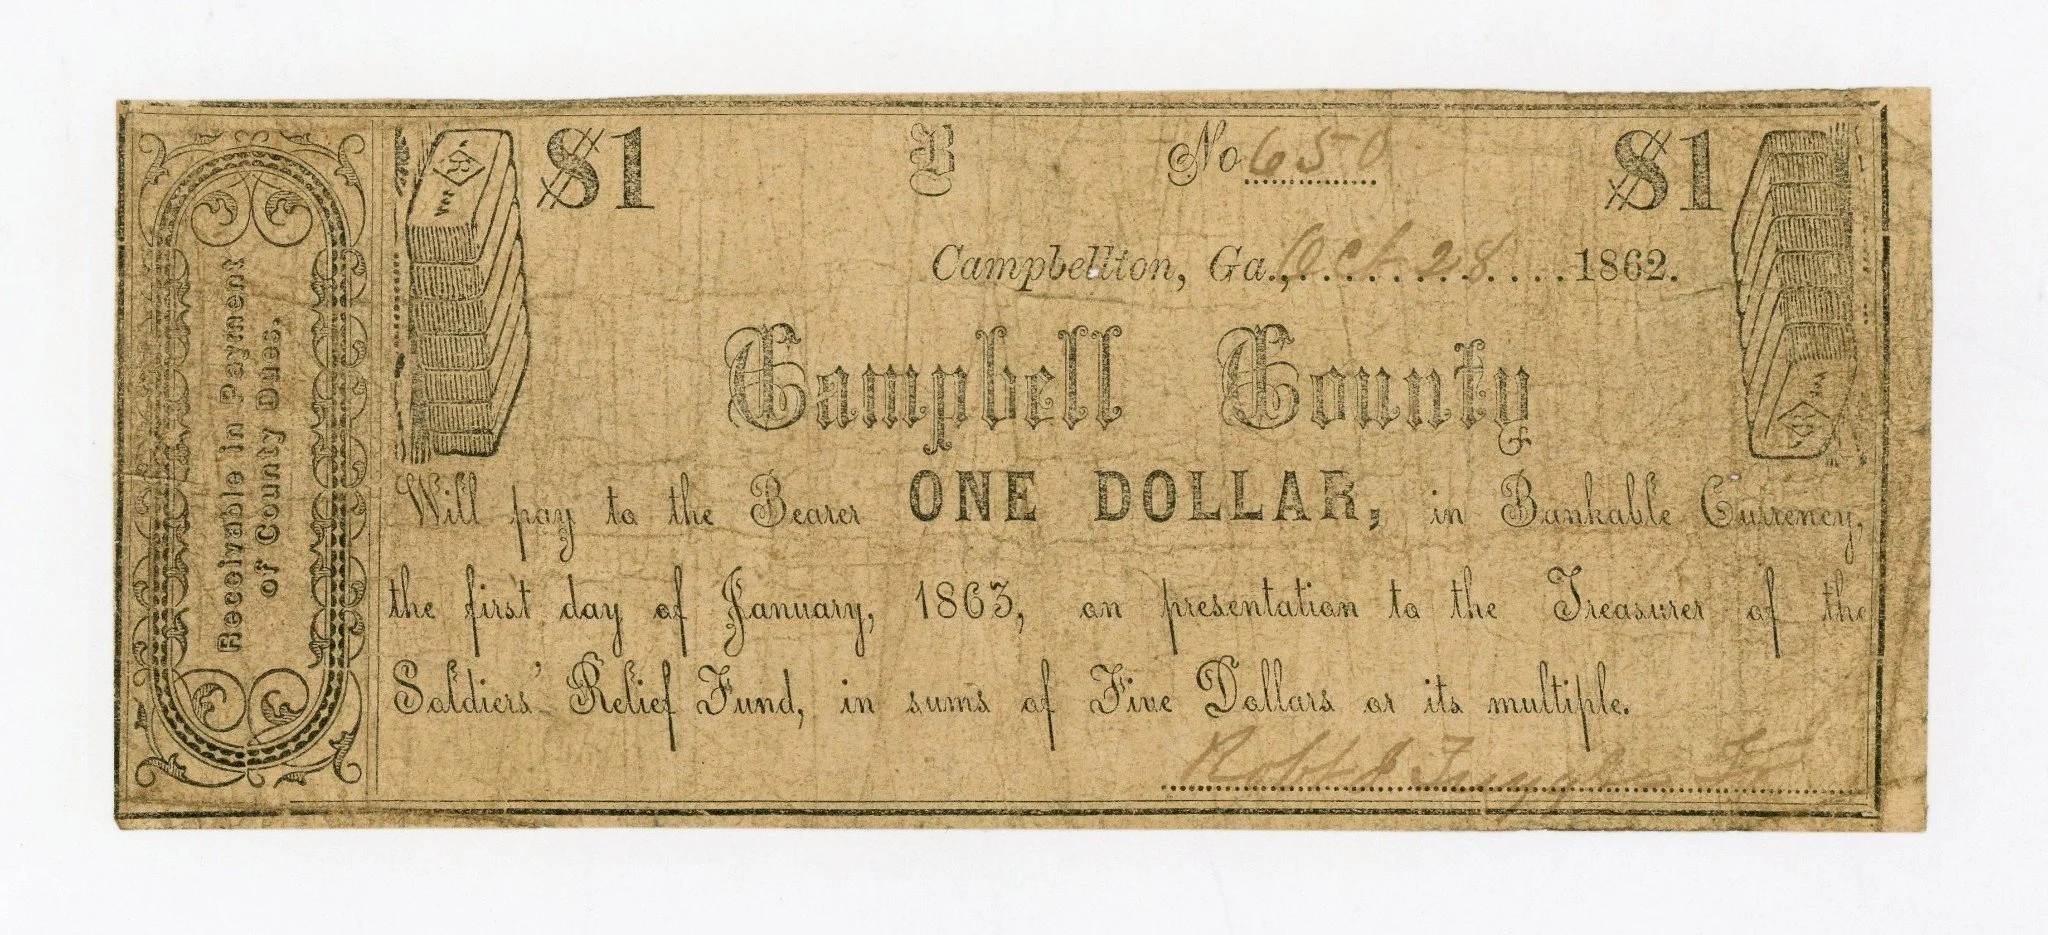 Receivable in Payment
of County Dues.
$1 B No 650 $1
Campbellton, Ga., Oct 28 1862.
Campbell County
Will pay to the Bearer ONE DOLLAR, in Bankable Currency,
the first day of January, 1863, on presentation to the Treasurer of the
Soldiers' Relief Fund, in sums of Five Dollars or its multiple.
Robt J